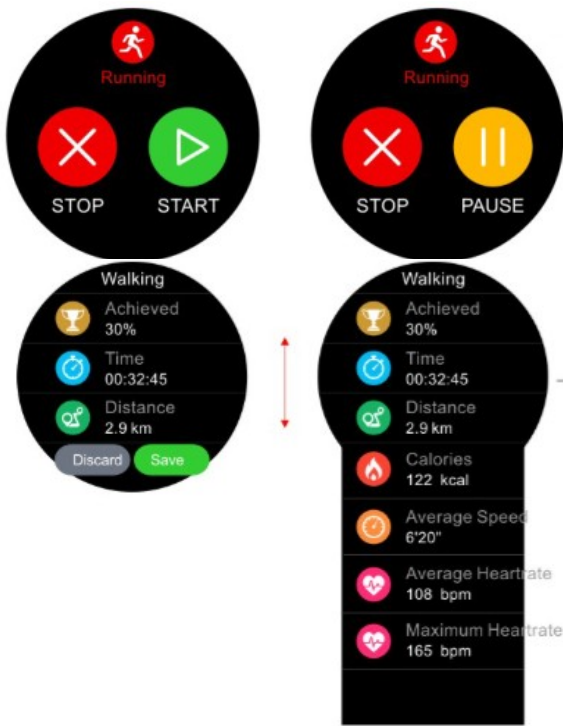 Running
STOP
START
Running
STOP
PAUSE
Walking
Achieved
30%
Time
00:32:45
Distance
2.9 km
Discard
Save
Walking
Achieved
30%
Time
00:32:45
Distance
2.9 km
Calories
122 kcal
Average Speed
6'20"
Average Heartrate
108 bpm
Maximum Heartrate
165 bpm